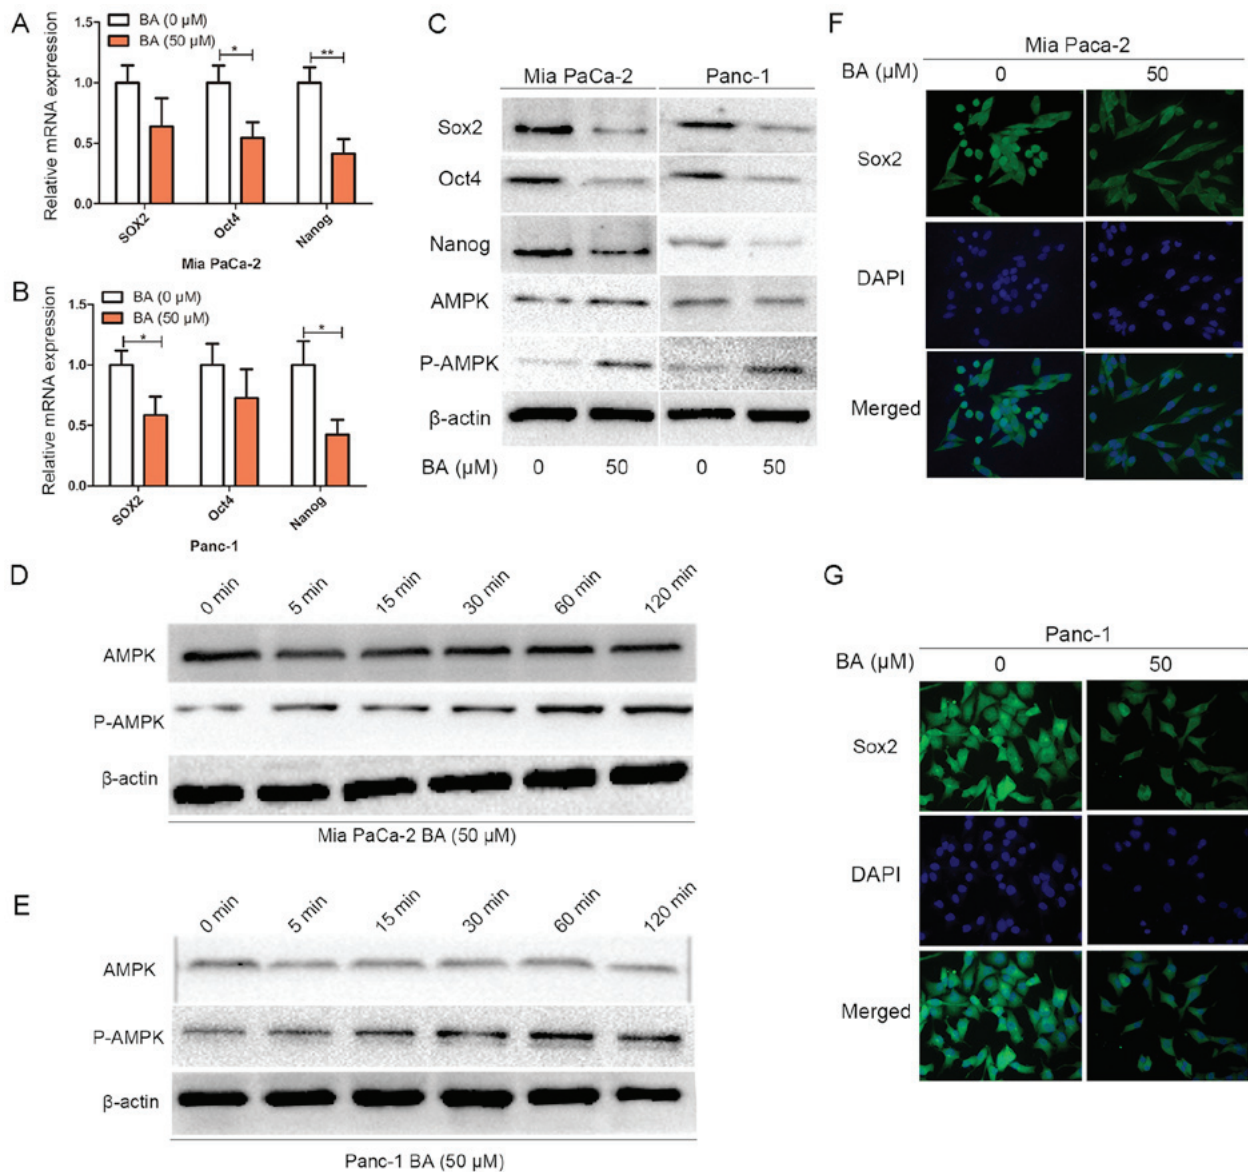 A
Relative mRNA expression
1.5
1.0
0.5
0.0
BA (0 µM)
BA (50 µM)
*
**
SOX2
Oct4
Nanog
Mia PaCa-2
B
Relative mRNA expression
1.5
1.0
0.5
0.0
BA (0 µM)
BA (50 µM)
*
*
SOX2
Oct4
Nanog
Panc-1
C
Mia PaCa-2
Panc-1
Sox2
Oct4
Nanog
AMPK
P-AMPK
β-actin
BA (µM)
0
50
0
50
D
0 min
5 min
15 min
30 min
60 min
120 min
AMPK
P-AMPK
β-actin
Mia PaCa-2 BA (50 µM)
E
0 min
5 min
15 min
30 min
60 min
120 min
AMPK
P-AMPK
β-actin
Panc-1 BA (50 µM)
F
Mia Paca-2
BA (µM)
0
50
Sox2
DAPI
Merged
G
Panc-1
BA (µM)
0
50
Sox2
DAPI
Merged